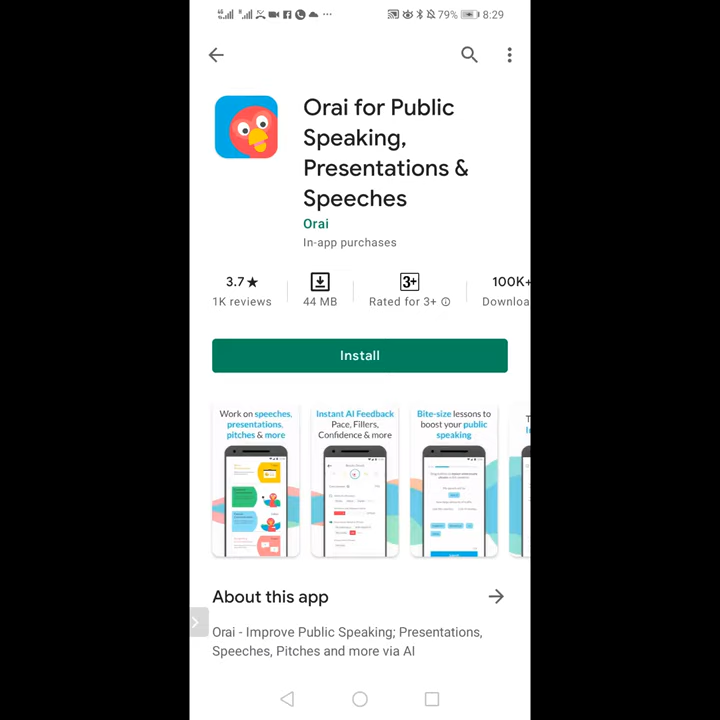 79% 8:29
Orai for Public
Speaking,
Presentations &
Speeches
Orai
In-app purchases
3.7★
1K reviews
44 MB
3+
Rated for 3+
100K+
Downloa
Install
Work on speeches,
presentations,
pitches & more
Instant AI Feedback
Pace, Fillers,
Confidence & more
Bite-size lessons to
boost your public
speaking
About this app
Orai - Improve Public Speaking; Presentations,
Speeches, Pitches and more via AI